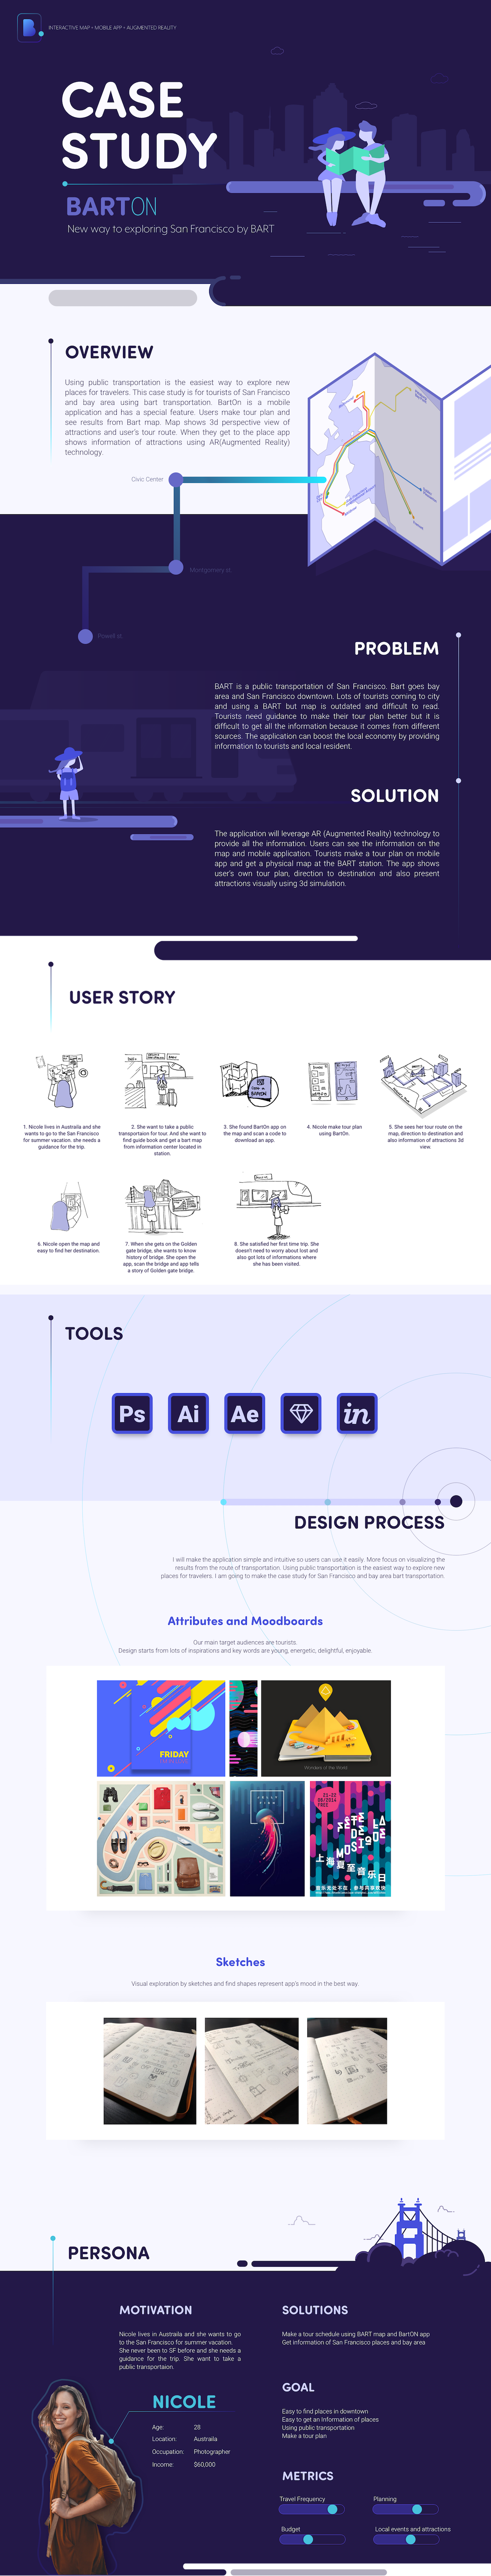 B.
INTERACTIVE MAP + MOBILE APP + AUGMENTED REALITY
CASE
STUDY
BARTON
New way to exploring San Francisco by BART
OVERVIEW
Using public transportation is the easiest way to explore new
places for travelers. This case study is for tourists of San Francisco
and bay area using bart transportation. BartOn is a mobile
application and has a special feature. Users make tour plan and
see results from Bart map. Map shows 3d perspective view of
attractions and user's tour route. When they get to the place app
shows information of attractions using AR(Augmented Reality)
technology.
Civic Center
Montgomery st
Powell st
PROBLEM
BART is a public transportation of San Francisco. Bart goes bay
area and San Francisco downtown. Lots of tourists coming to city
and using a BART but map is outdated and difficult to read.
Tourists need guidance to make their tour plan better but it is
difficult to get all the information because it comes from different
sources. The application can boost the local economy by providing
information to tourists and local resident.
SOLUTION
The application will leverage AR (Augmented Reality) technology to
provide all the information. Users can see the information on the
map and mobile application. Tourists make a tour plan on mobile
app and get a physical map at the BART station. The app shows
user's own tour plan, direction to destination and also present
attractions visually using 3d simulation.
USER STORY
1. Nicole lives in Australia and she
wants to go to the San Francisco
for summer vacation. she needs a
guidance for the trip.
2. She want to take a public
transportaion for tour. And she want to
find guide book and get a bart map
from information center located in
station.
3. She found BartOn app on
the map and scan a code to
download an app.
4. Nicole make tour plan
using BartOn.
5. She sees her tour route on the
map, direction to destination and
also information of attractions 3d
view.
6. Nicole open the map and
easy to find her destination.
7. When she gets on the Golden
gate bridge, she wants to know
history of bridge. She open the
app, scan the bridge and app tells
a story of Golden gate bridge.
8. She satisfied her first time trip. She
doesn't need to worry about lost and
also got lots of informations where
she has been visited.
TOOLS
Ps
Ai
Ae
in
DESIGN PROCESS
I will make the application simple and intuitive so users can use it easily. More focus on visualizing the
results from the route of transportation. Using public transportation is the easiest way to explore new
places for travelers. I am going to make the case study for San Francisco and bay area bart transportation.
Attributes and Moodboards
Our main target audiences are tourists.
Design starts from lots of inspirations and key words are young, energetic, delightful, enjoyable.
FRIDAY
Wonders of the World
JELLY
FISH
FREE
上海夏至音乐日
Sketches
Visual exploration by sketches and find shapes represent app's mood in the best way.
PERSONA
MOTIVATION
Nicole lives in Austraila and she wants to go
to the San Francisco for summer vacation.
She never been to SF before and she needs a
guidance for the trip. She want to take a
public transportaion.
NICOLE
Age: 28
Location: Austraila
Occupation: Photographer
Income: $60,000
SOLUTIONS
Make a tour schedule using BART map and BartON app
Get information of San Francisco places and bay area
GOAL
Easy to find places in downtown
Easy to get an Information of places
Using public transportation
Make a tour plan
METRICS
Travel Frequency
Planning
Budget
Local events and attractions